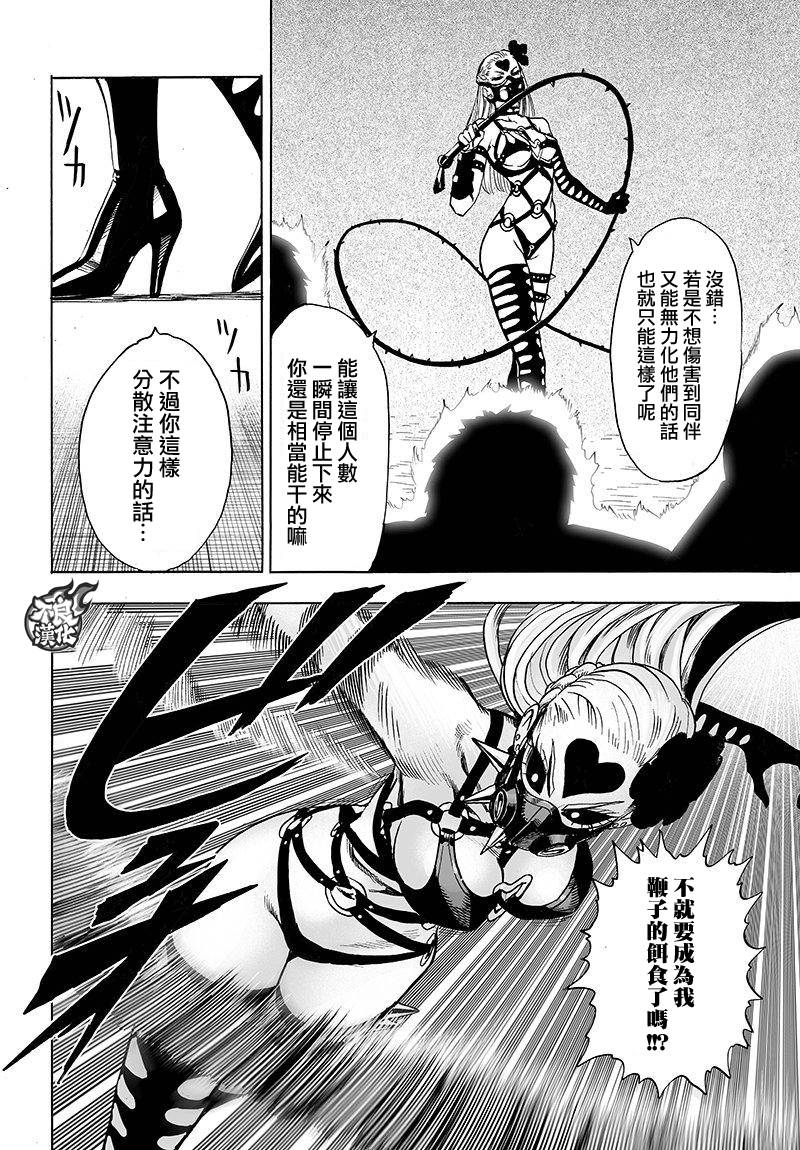 沒錯…
若是不想傷害到同伴
又能無力化他們的話
也就只能這樣了呢
能讓這個人數
一瞬間停止下來
你還是相當能干的嘛
ツカ
ツカ
不過你這樣
分散注意力的話…
ビュ
不就要成為我
鞭子的餌食了嗎!!?
狼
漢化